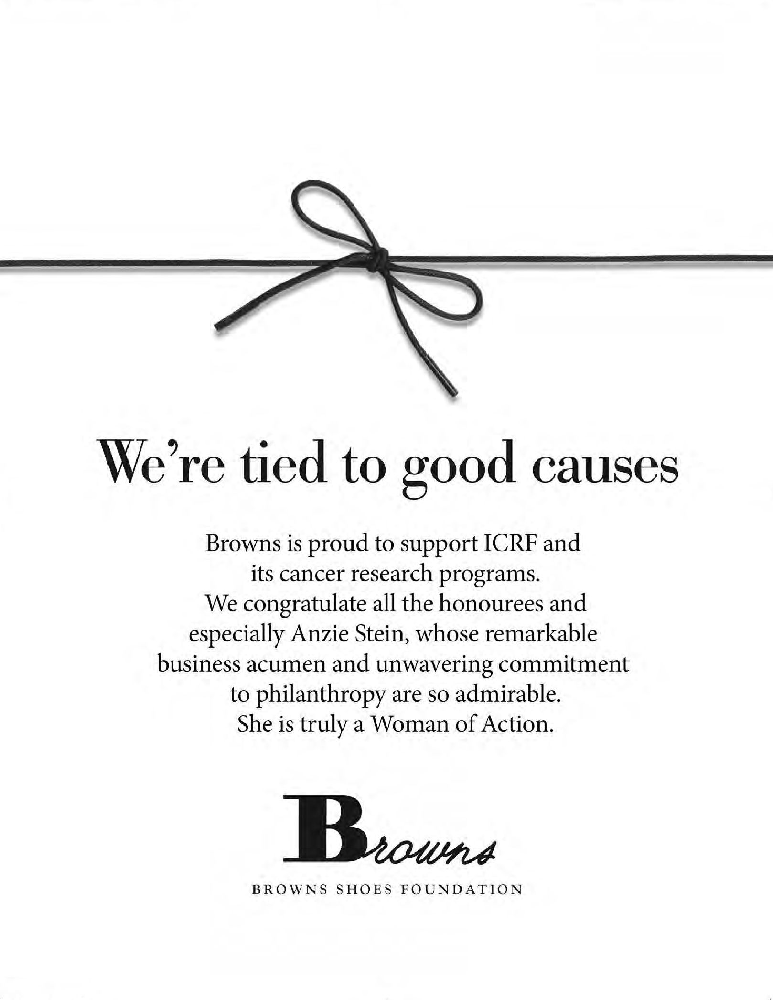 We're tied to good causes
Browns is proud to support ICRF and
its cancer research programs.
We congratulate all the honourees and
especially Anzie Stein, whose remarkable
business acumen and unwavering commitment
to philanthropy are so admirable.
She is truly a Woman of Action.
Browns
BROWNS SHOES FOUNDATION